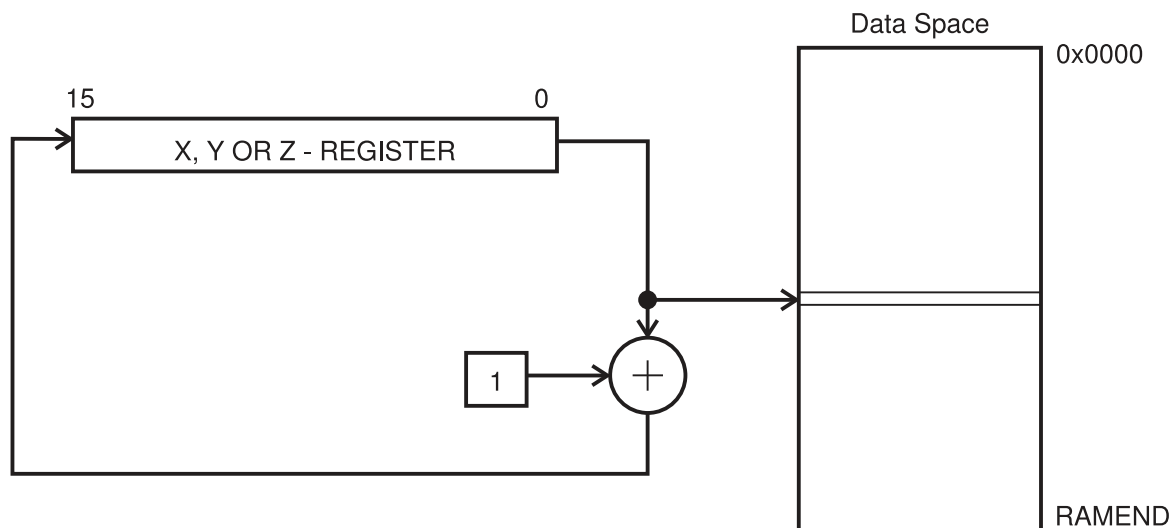 Data Space
0x0000
15 0
X, Y OR Z - REGISTER
1
+
RAMEND